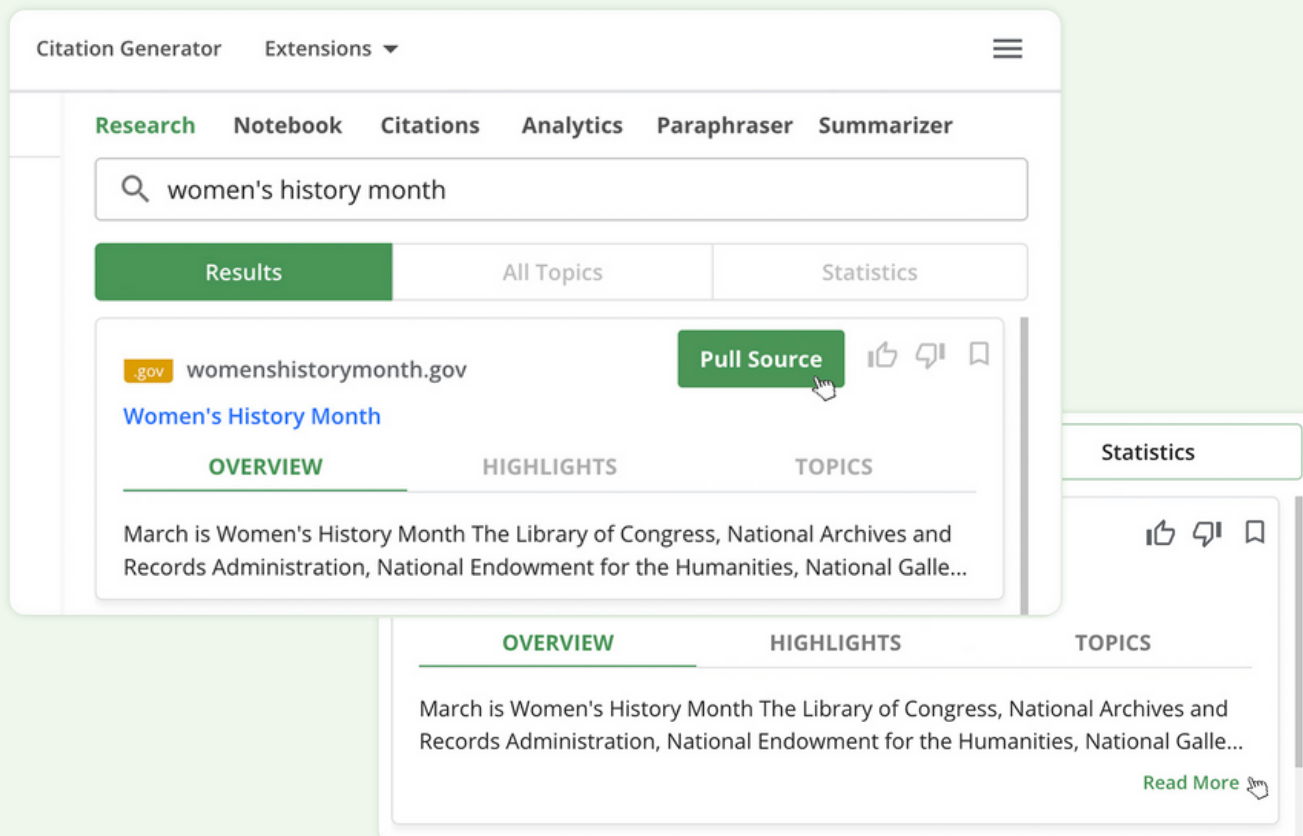 Citation Generator Extensions
Research Notebook Citations Analytics Paraphraser Summarizer
women's history month
Results All Topics Statistics
.gov womenshistorymonth.gov Pull Source
Women's History Month
OVERVIEW HIGHLIGHTS TOPICS
March is Women's History Month The Library of Congress, National Archives and
Records Administration, National Endowment for the Humanities, National Galle...
Statistics
OVERVIEW HIGHLIGHTS TOPICS
March is Women's History Month The Library of Congress, National Archives and
Records Administration, National Endowment for the Humanities, National Galle...
Read More